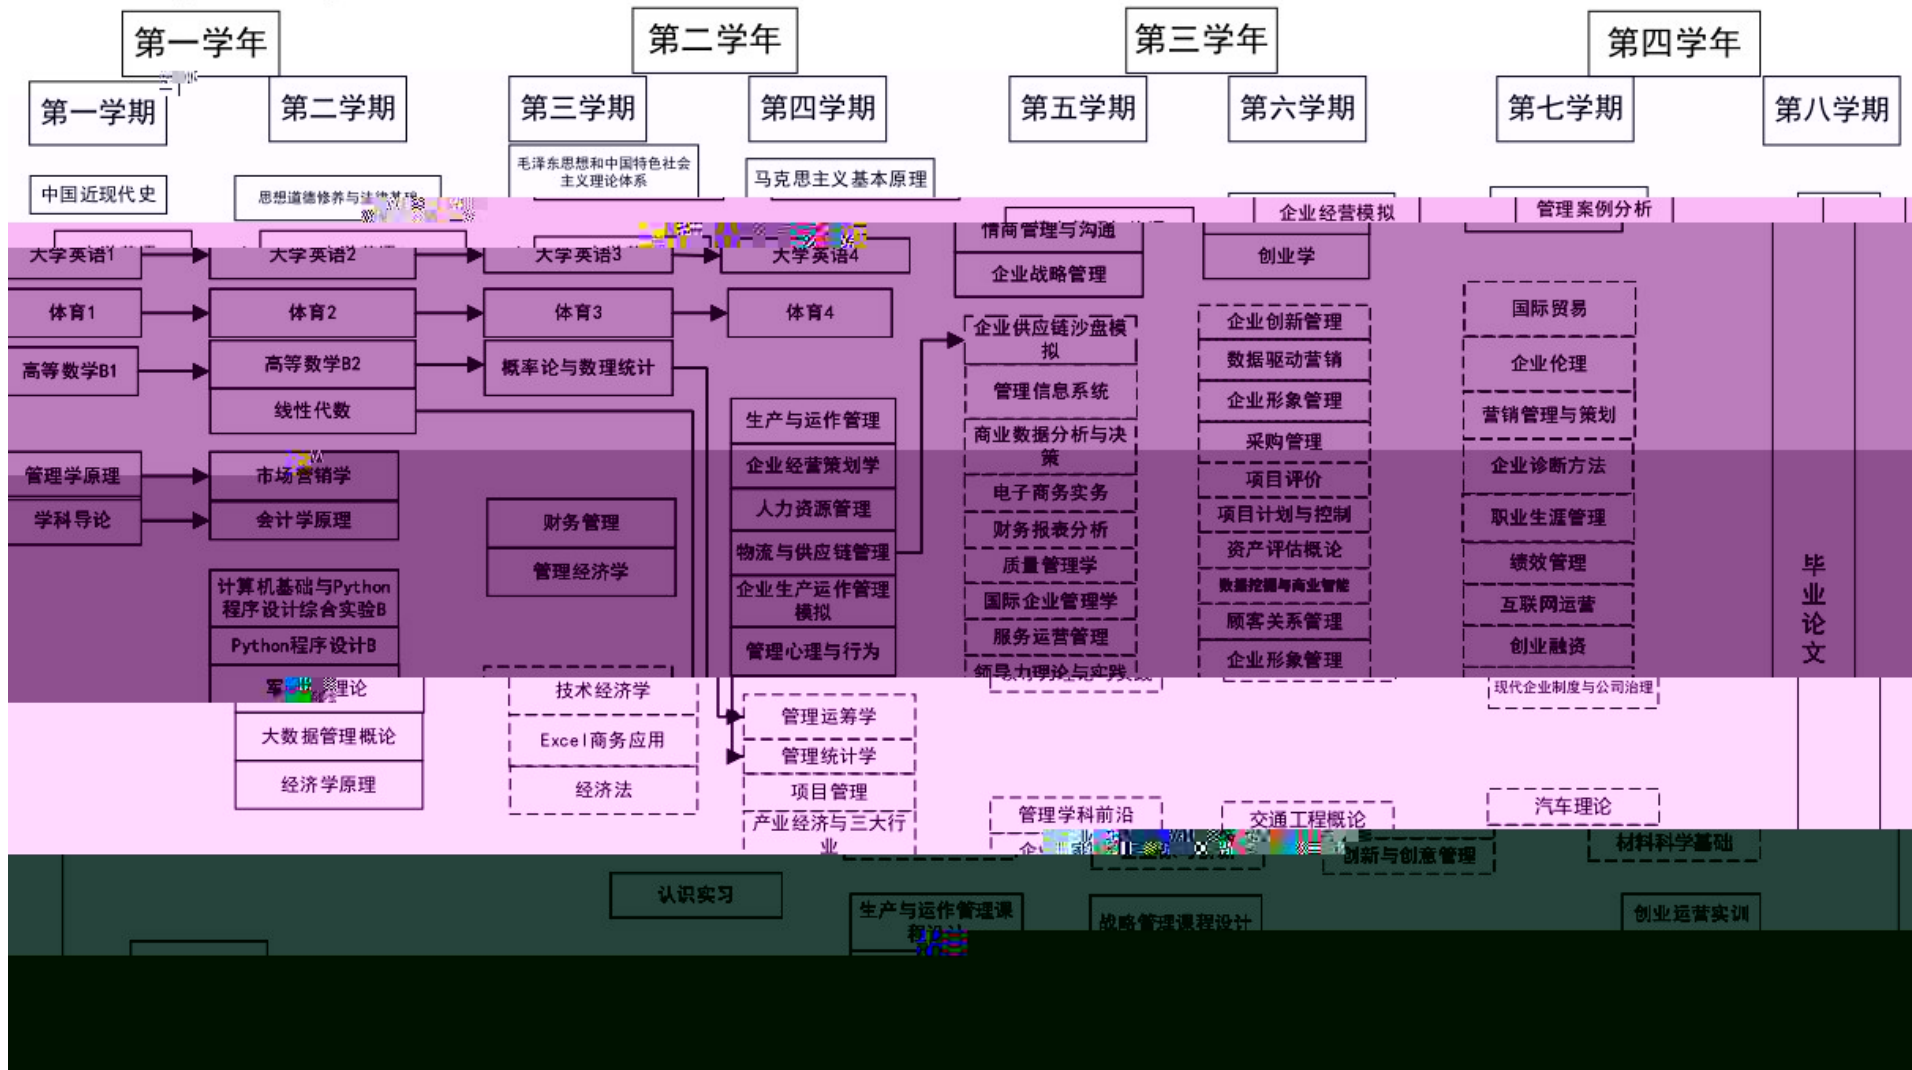 第一学年
第二学年
第三学年
第四学年
第一学期
第二学期
第三学期
第四学期
第五学期
第六学期
第七学期
第八学期
中国近现代史
思想道德修养与法律基础
毛泽东思想和中国特色社会
主义理论体系
马克思主义基本原理
企业经营模拟
管理案例分析
大学英语1
大学英语2
大学英语3
大学英语4
情商管理与沟通
企业战略管理
创业学
体育1
体育2
体育3
体育4
高等数学B1
高等数学B2
线性代数
概率论与数理统计
管理学原理
学科导论
市场营销学
会计学原理
计算机基础与Python
程序设计综合实验B
Python程序设计B
理论
大数据管理概论
经济学原理
财务管理
管理经济学
技术经济学
Excel商务应用
经济法
生产与运作管理
企业经营策划学
人力资源管理
物流与供应链管理
企业生产运作管理
模拟
管理心理与行为
管理运筹学
管理统计学
项目管理
产业经济与三大行
业
企业供应链沙盘模
拟
管理信息系统
商业数据分析与决
策
电子商务实务
财务报表分析
质量管理学
国际企业管理学
服务运营管理
领导力理论与实践
管理学科前沿
企业创新管理
数据驱动营销
企业形象管理
采购管理
项目评价
项目计划与控制
资产评估概论
数据挖掘与商业智能
顾客关系管理
企业形象管理
交通工程概论
创新与创意管理
国际贸易
企业伦理
营销管理与策划
企业诊断方法
职业生涯管理
绩效管理
互联网运营
创业融资
现代企业制度与公司治理
汽车理论
材料科学基础
毕
业
论
文
认识实习
生产与运作管理课
程设计
战略管理课程设计
创业运营实训